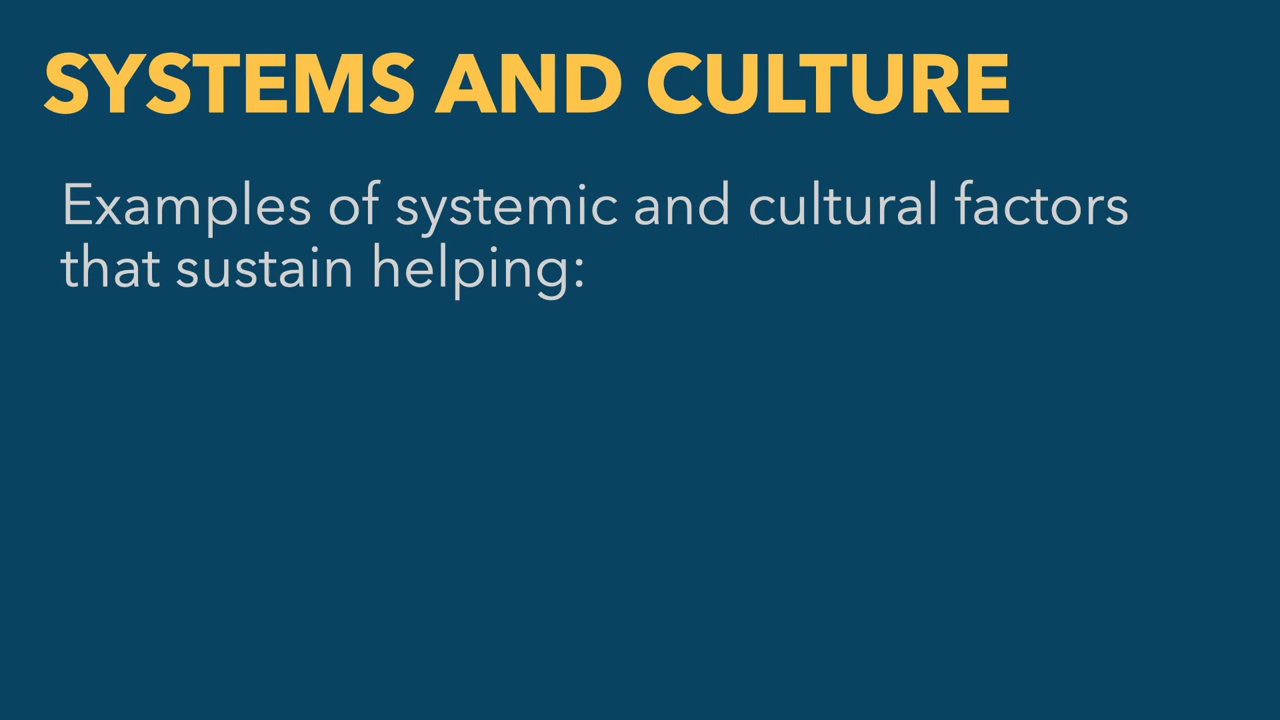 SYSTEMS AND CULTURE
Examples of systemic and cultural factors
that sustain helping: